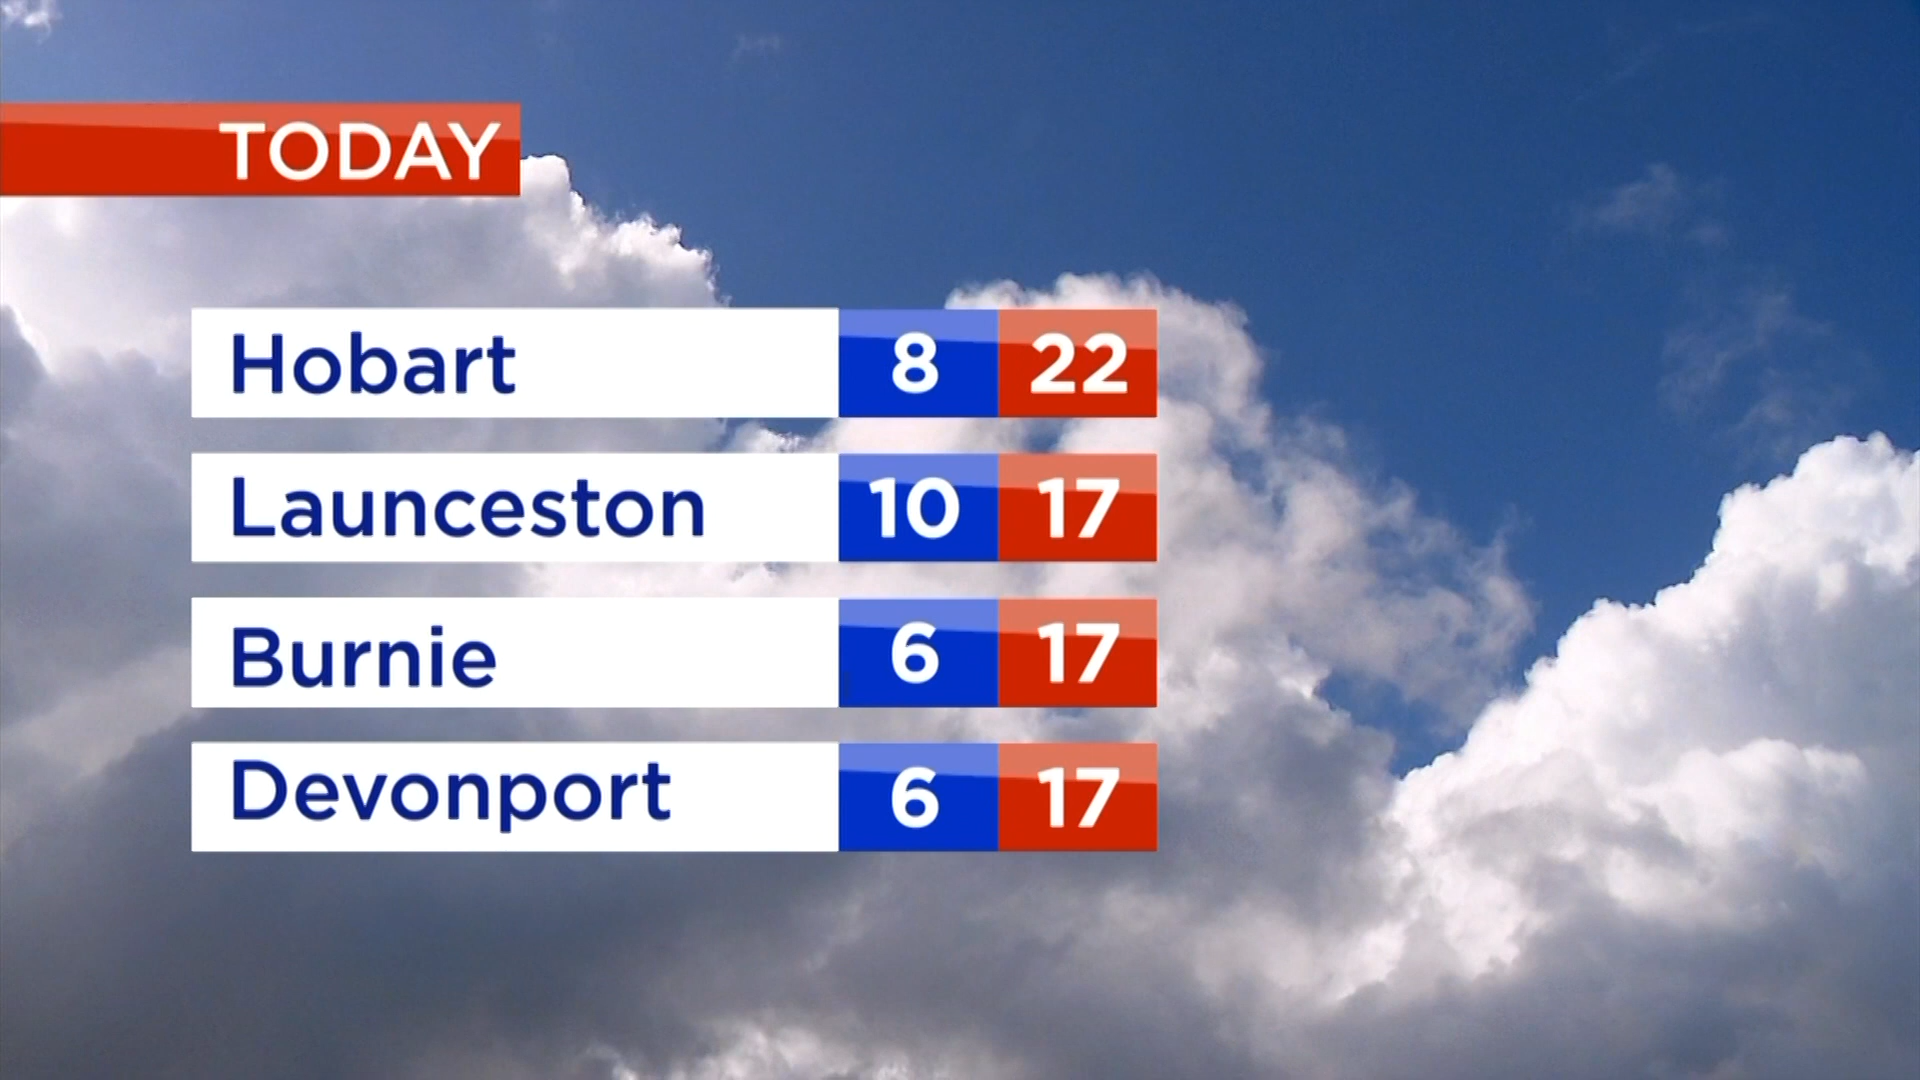 TODAY
Hobart 8 22
Launceston 10 17
Burnie 6 17
Devonport 6 17